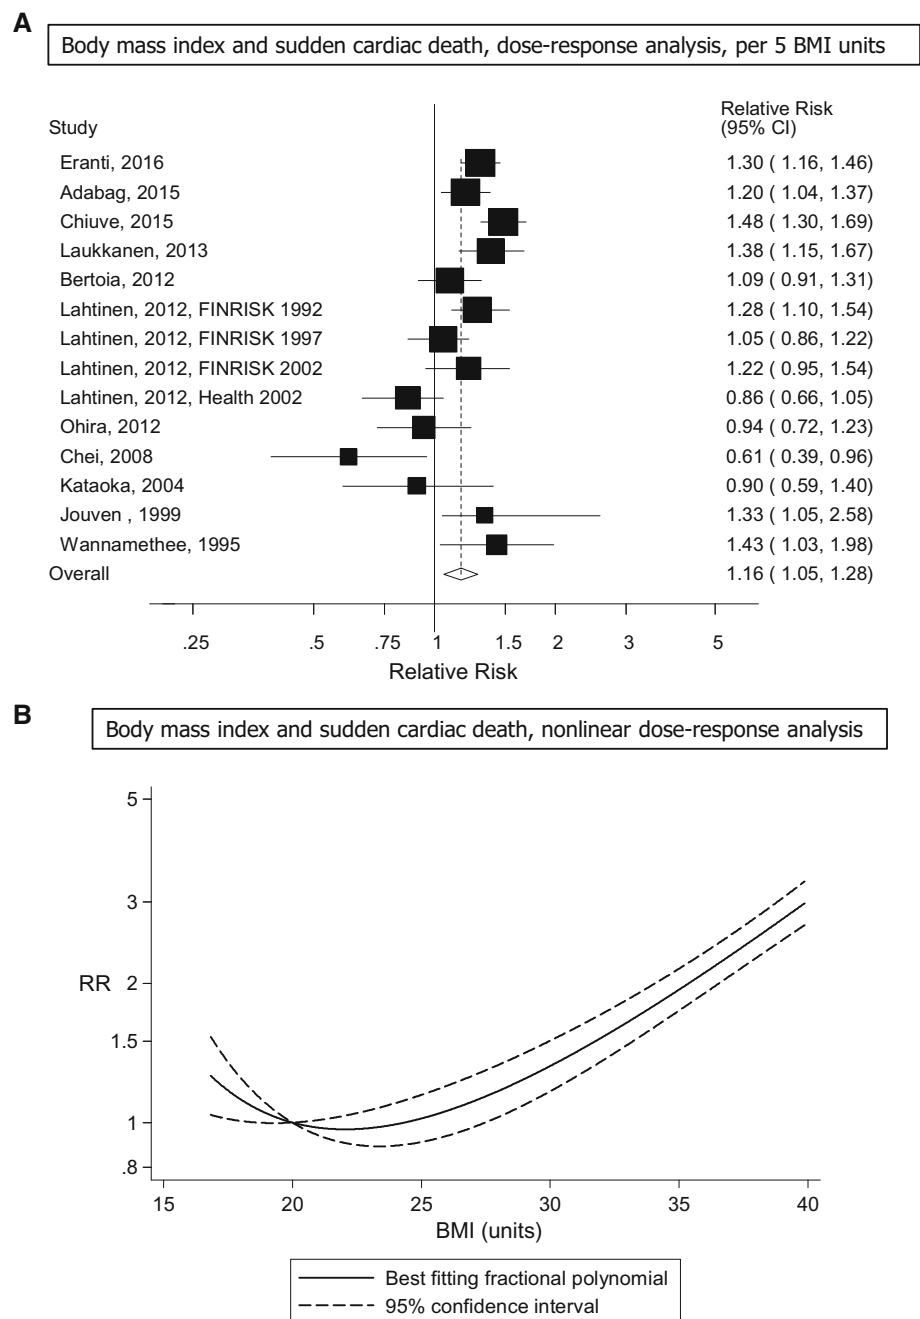 A
Body mass index and sudden cardiac death, dose-response analysis, per 5 BMI units
Relative Risk
Study (95% CI)
Eranti, 2016 1.30 ( 1.16, 1.46)
Adabag, 2015 1.20 ( 1.04, 1.37)
Chiuve, 2015 1.48 ( 1.30, 1.69)
Laukkanen, 2013 1.38 ( 1.15, 1.67)
Bertoia, 2012 1.09 ( 0.91, 1.31)
Lahtinen, 2012, FINRISK 1992 1.28 ( 1.10, 1.54)
Lahtinen, 2012, FINRISK 1997 1.05 ( 0.86, 1.22)
Lahtinen, 2012, FINRISK 2002 1.22 ( 0.95, 1.54)
Lahtinen, 2012, Health 2002 0.86 ( 0.66, 1.05)
Ohira, 2012 0.94 ( 0.72, 1.23)
Chei, 2008 0.61 ( 0.39, 0.96)
Kataoka, 2004 0.90 ( 0.59, 1.40)
Jouven , 1999 1.33 ( 1.05, 2.58)
Wannamethee, 1995 1.43 ( 1.03, 1.98)
Overall 1.16 ( 1.05, 1.28)
.25 .5 .75 1 1.5 2 3 5
Relative Risk
B
Body mass index and sudden cardiac death, nonlinear dose-response analysis
5
3
RR 2
1.5
1
.8
15 20 25 30 35 40
BMI (units)
Best fitting fractional polynomial
95% confidence interval